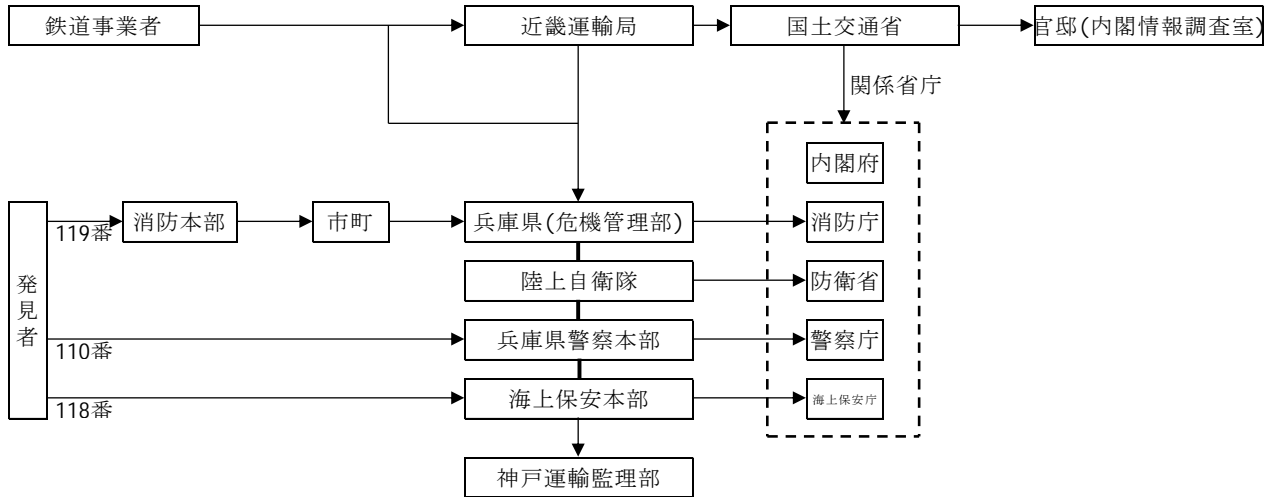 鉄道事業者
近畿運輸局
国土交通省
官邸(内閣情報調査室)
関係省庁
内閣府
発見者
119番
消防本部
市町
兵庫県(危機管理部)
消防庁
陸上自衛隊
防衛省
110番
兵庫県警察本部
警察庁
118番
海上保安本部
海上保安庁
神戸運輸監理部